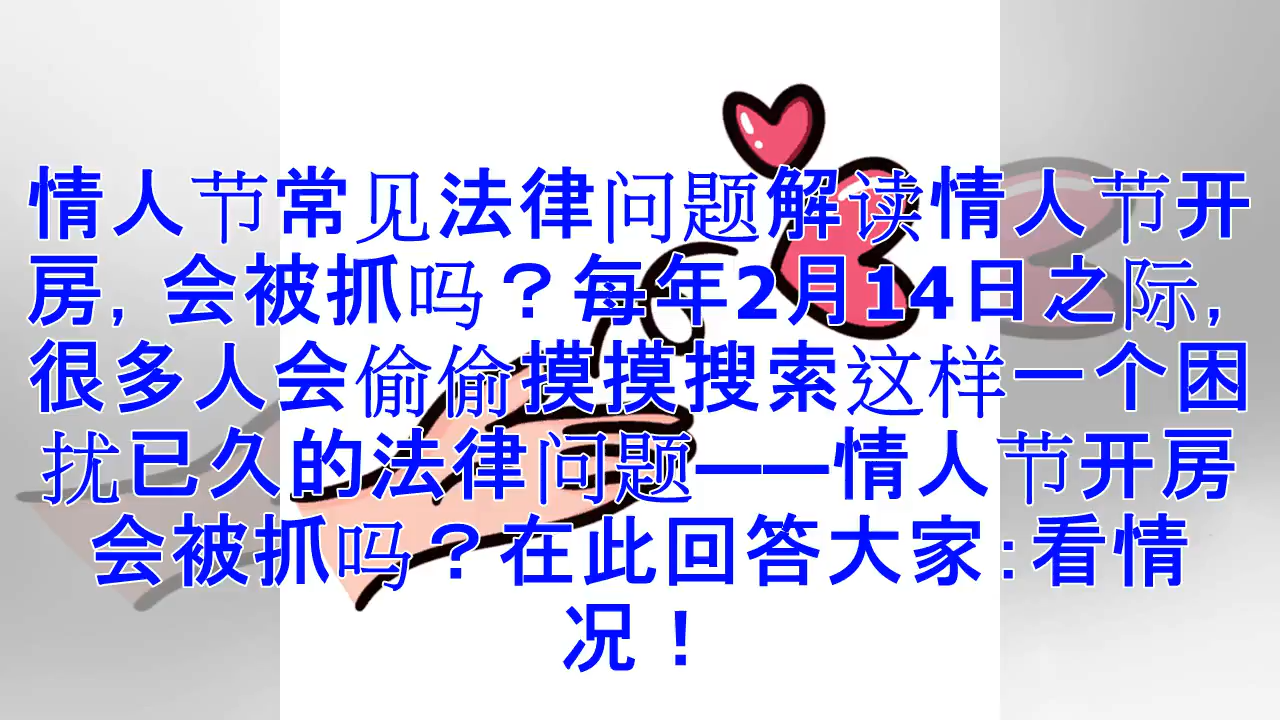 情人节常见法律问题解读情人节开
房,会被抓吗?每年2月14日之际,
很多人会偷偷摸摸搜索这样一个困
扰已久的法律问题——情人节开房
会被抓吗?在此回答大家:看情
况!